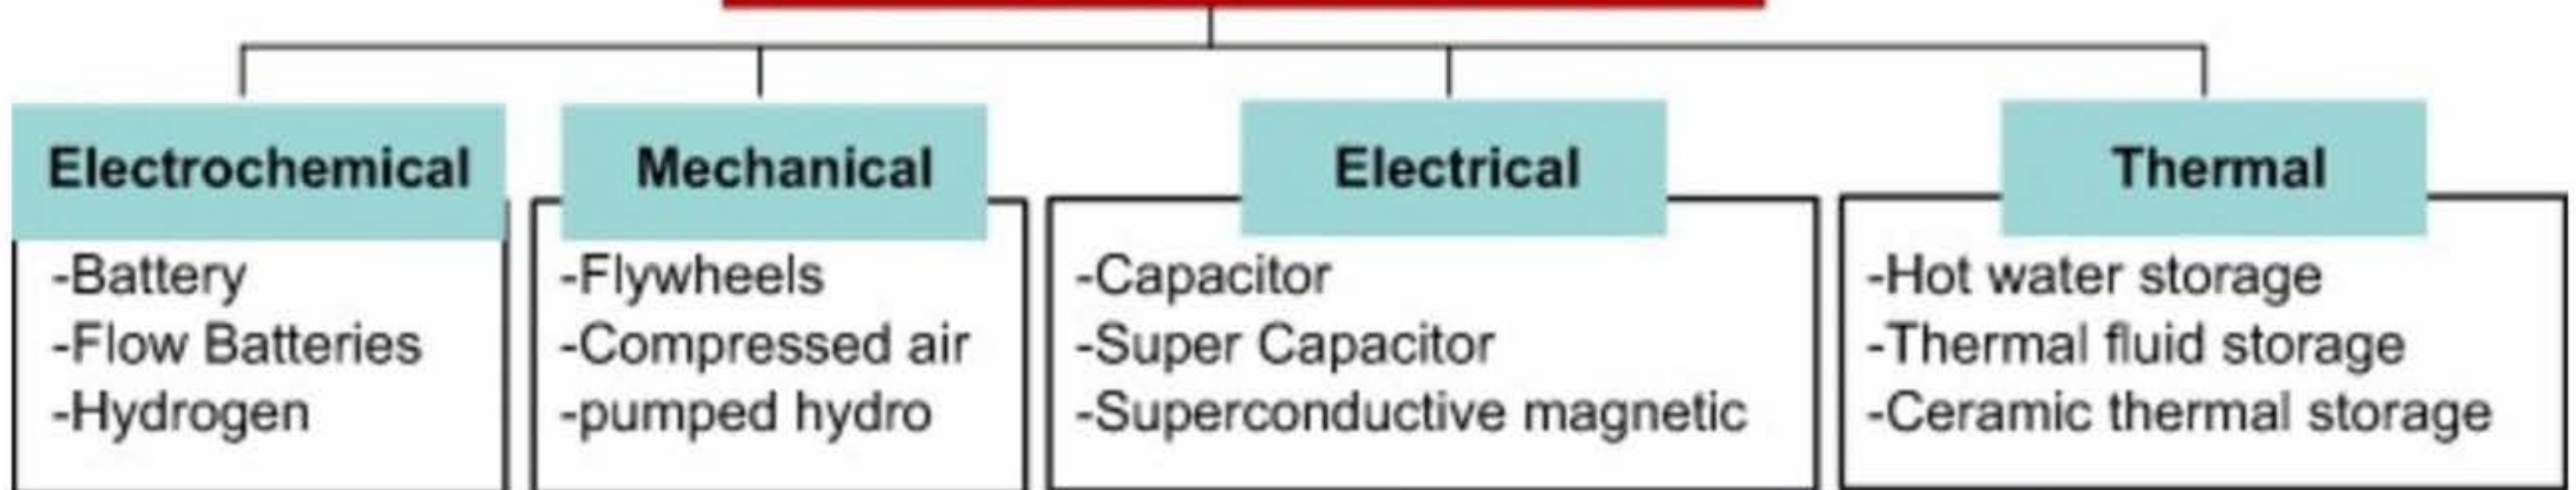 Electrochemical
-Battery
-Flow Batteries
-Hydrogen
Mechanical
-Flywheels
-Compressed air
-pumped hydro
Electrical
-Capacitor
-Super Capacitor
-Superconductive magnetic
Thermal
-Hot water storage
-Thermal fluid storage
-Ceramic thermal storage